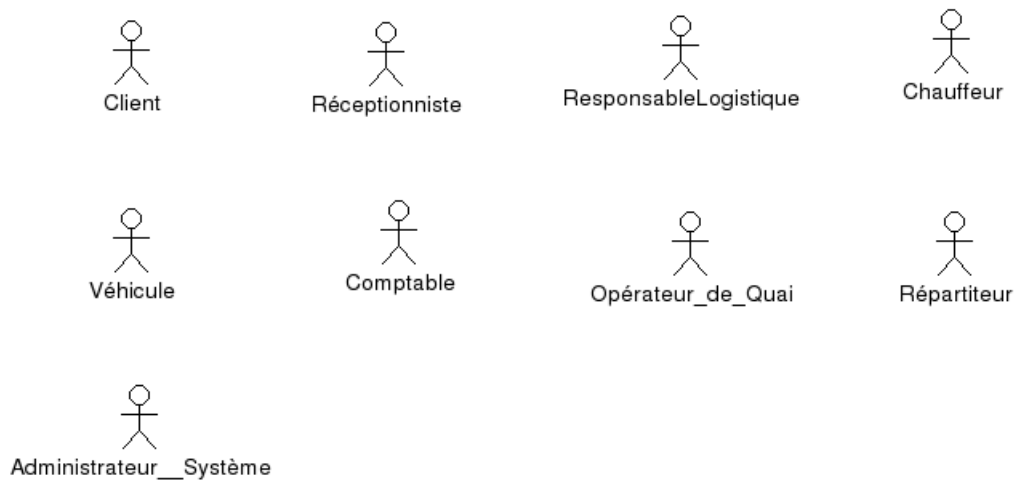 Client
Réceptionniste
ResponsableLogistique
Chauffeur
Véhicule
Comptable
Opérateur_de_Quai
Répartiteur
Administrateur__Système